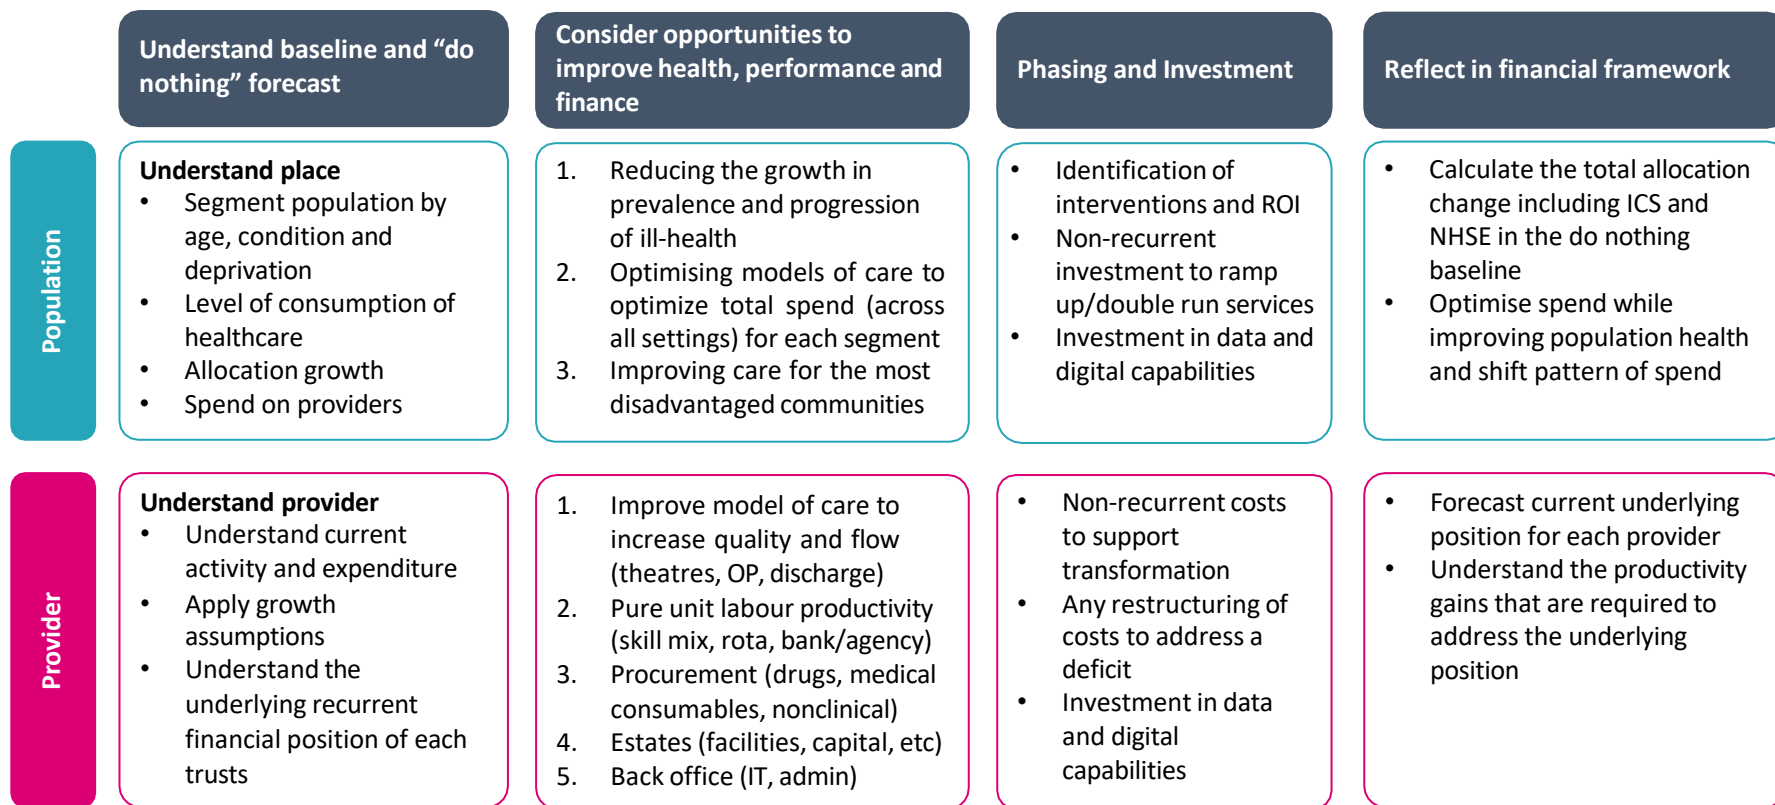 Understand baseline and “do
nothing” forecast
Consider opportunities to
improve health, performance and
finance
Phasing and Investment
Reflect in financial framework
Population
Understand place
• Segment population by
age, condition and
deprivation
• Level of consumption of
healthcare
• Allocation growth
• Spend on providers
1. Reducing the growth in
prevalence and progression
of ill-health
2. Optimising models of care to
optimize total spend (across
all settings) for each segment
3. Improving care for the most
disadvantaged communities
• Identification of
interventions and ROI
• Non-recurrent
investment to ramp
up/double run services
• Investment in data and
digital capabilities
• Calculate the total allocation
change including ICS and
NHSE in the do nothing
baseline
• Optimise spend while
improving population health
and shift pattern of spend
Provider
Understand provider
• Understand current
activity and expenditure
• Apply growth
assumptions
• Understand the
underlying recurrent
financial position of each
trusts
1. Improve model of care to
increase quality and flow
(theatres, OP, discharge)
2. Pure unit labour productivity
(skill mix, rota, bank/agency)
3. Procurement (drugs, medical
consumables, nonclinical)
4. Estates (facilities, capital, etc)
5. Back office (IT, admin)
• Non-recurrent costs
to support
transformation
• Any restructuring of
costs to address a
deficit
• Investment in data
and digital
capabilities
• Forecast current underlying
position for each provider
• Understand the productivity
gains that are required to
address the underlying
position